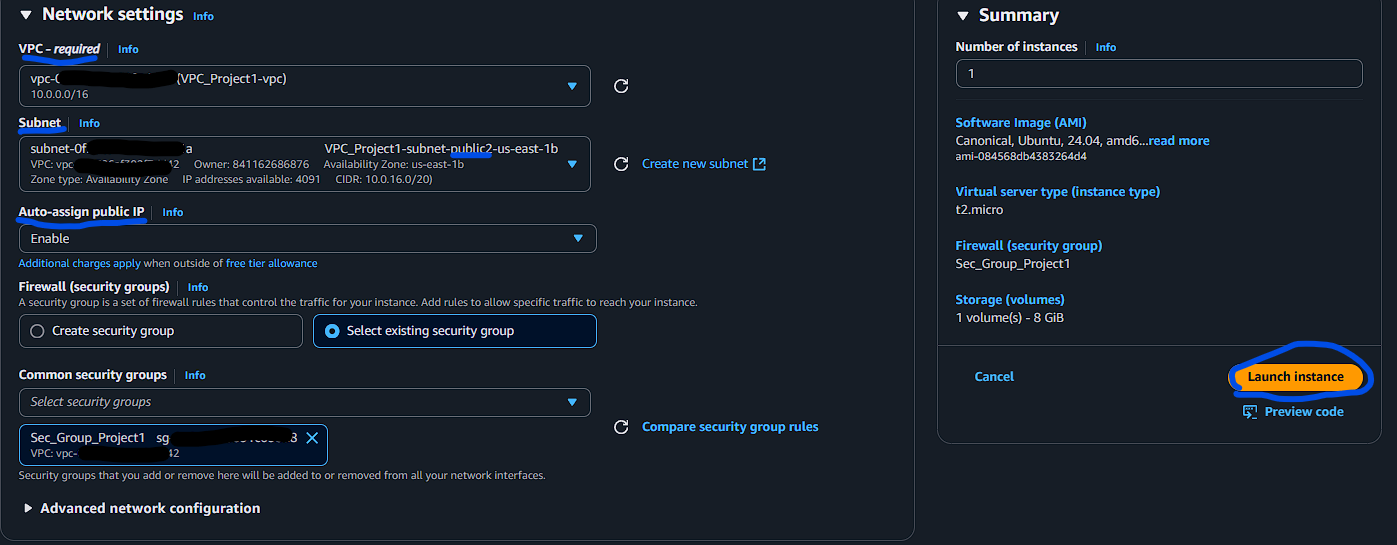 Network settings Info
VPC – required Info
vpc- (VPC_Project1-vpc)
10.0.0.0/16
Subnet Info
subnet-0f a VPC_Project1-subnet-public2-us-east-1b
VPC: vpc- 42 Owner: 841162686876 Availability Zone: us-east-1b
Zone type: Availability Zone IP addresses available: 4091 CIDR: 10.0.16.0/20)
Create new subnet
Auto-assign public IP Info
Enable
Additional charges apply when outside of free tier allowance
Firewall (security groups) Info
A security group is a set of firewall rules that control the traffic for your instance. Add rules to allow specific traffic to reach your instance.
Create security group
Select existing security group
Common security groups Info
Select security groups
Sec_Group_Project1 sg-
VPC: vpc- 42
Compare security group rules
Security groups that you add or remove here will be added to or removed from all your network interfaces.
Advanced network configuration
Summary
Number of instances Info
1
Software Image (AMI)
Canonical, Ubuntu, 24.04, amd6...read more
ami-084568db4383264d4
Virtual server type (instance type)
t2.micro
Firewall (security group)
Sec_Group_Project1
Storage (volumes)
1 volume(s) - 8 GiB
Cancel
Launch instance
Preview code